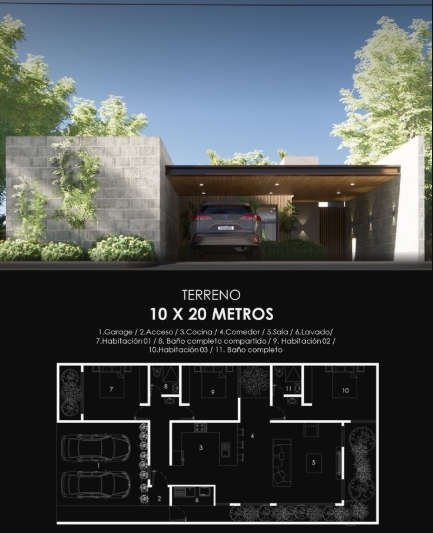 TERRENO
10 X 20 METROS
1.Garage / 2.Acceso / 3.Cocina / 4.Comedor / 5.Sala / 6.Lavado/
7.Habitación 01 / 8. Baño completo compartido / 9. Habitación 02 /
10.Habitación 03 / 11. Baño completo
7 8 9 11 10
4
3
5
1
2 6